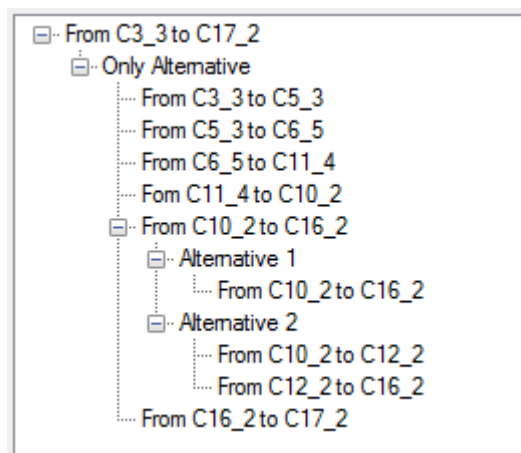 From C3_3 to C17_2
Only Alternative
From C3_3 to C5_3
From C5_3 to C6_5
From C6_5 to C11_4
Fom C11_4 to C10_2
From C10_2 to C16_2
Alternative 1
From C10_2 to C16_2
Alternative 2
From C10_2 to C12_2
From C12_2 to C16_2
From C16_2 to C17_2